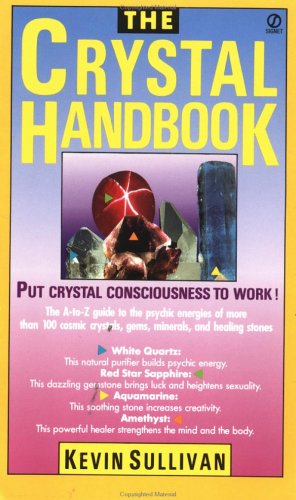 THE
SIGNET
CRYSTAL
HANDBOOK
PUT CRYSTAL CONSCIOUSNESS TO WORK!
The A-to-Z guide to the psychic energies of more
than 100 cosmic crystals, gems, minerals, and healing stones
White Quartz:
This natural purifier builds psychic energy.
Red Star Sapphire:
This dazzling gemstone brings luck and heightens sexuality.
Aquamarine:
This soothing stone increases creativity.
Amethyst:
This powerful healer strengthens the mind and the body.
KEVIN SULLIVAN
Copyrighted Material